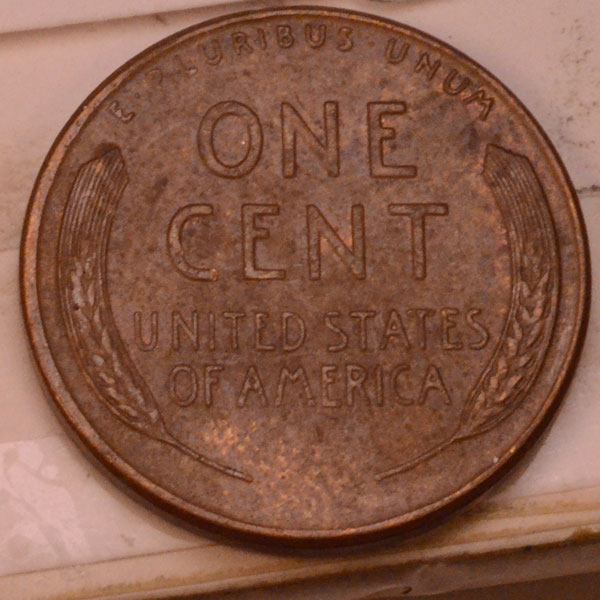 E PLURIBUS UNUM
ONE
CENT
UNITED STATES
OF AMERICA